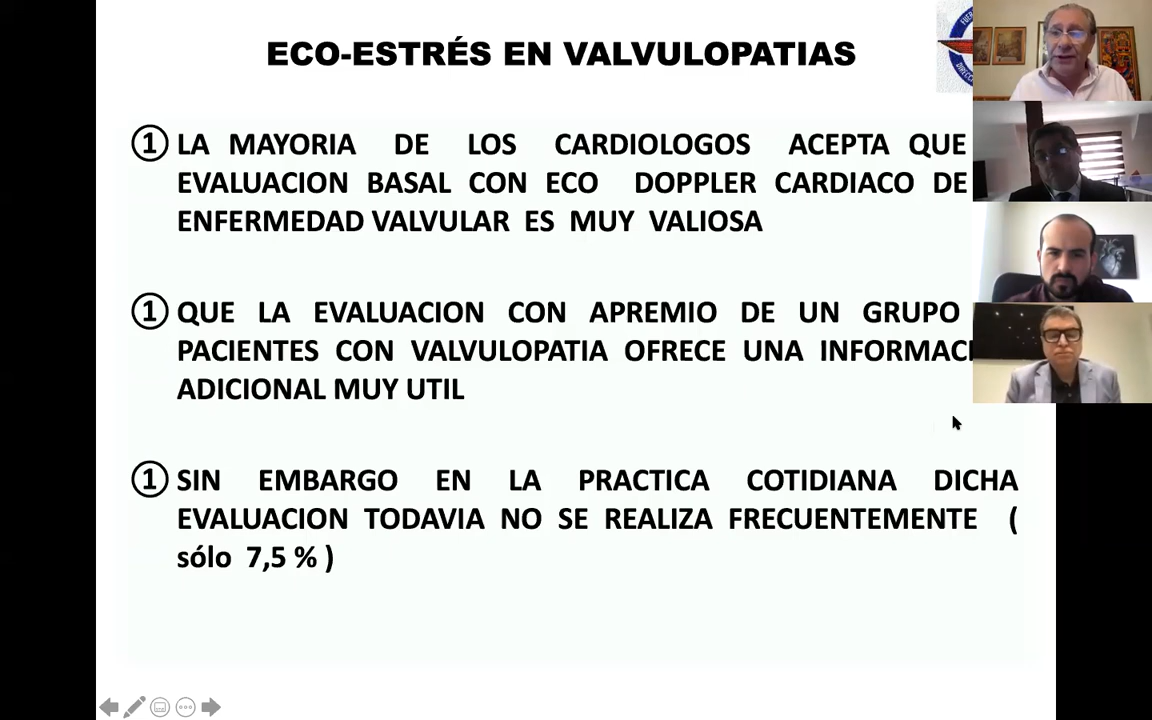 ECO-ESTRÉS EN VALVULOPATIAS
① LA MAYORIA DE LOS CARDIOLOGOS ACEPTA QUE
EVALUACION BASAL CON ECO DOPPLER CARDIACO DE
ENFERMEDAD VALVULAR ES MUY VALIOSA
① QUE LA EVALUACION CON APREMIO DE UN GRUPO
PACIENTES CON VALVULOPATIA OFRECE UNA INFORMACI
ADICIONAL MUY UTIL
① SIN EMBARGO EN LA PRACTICA COTIDIANA DICHA
EVALUACION TODAVIA NO SE REALIZA FRECUENTEMENTE (
sólo 7,5 % )